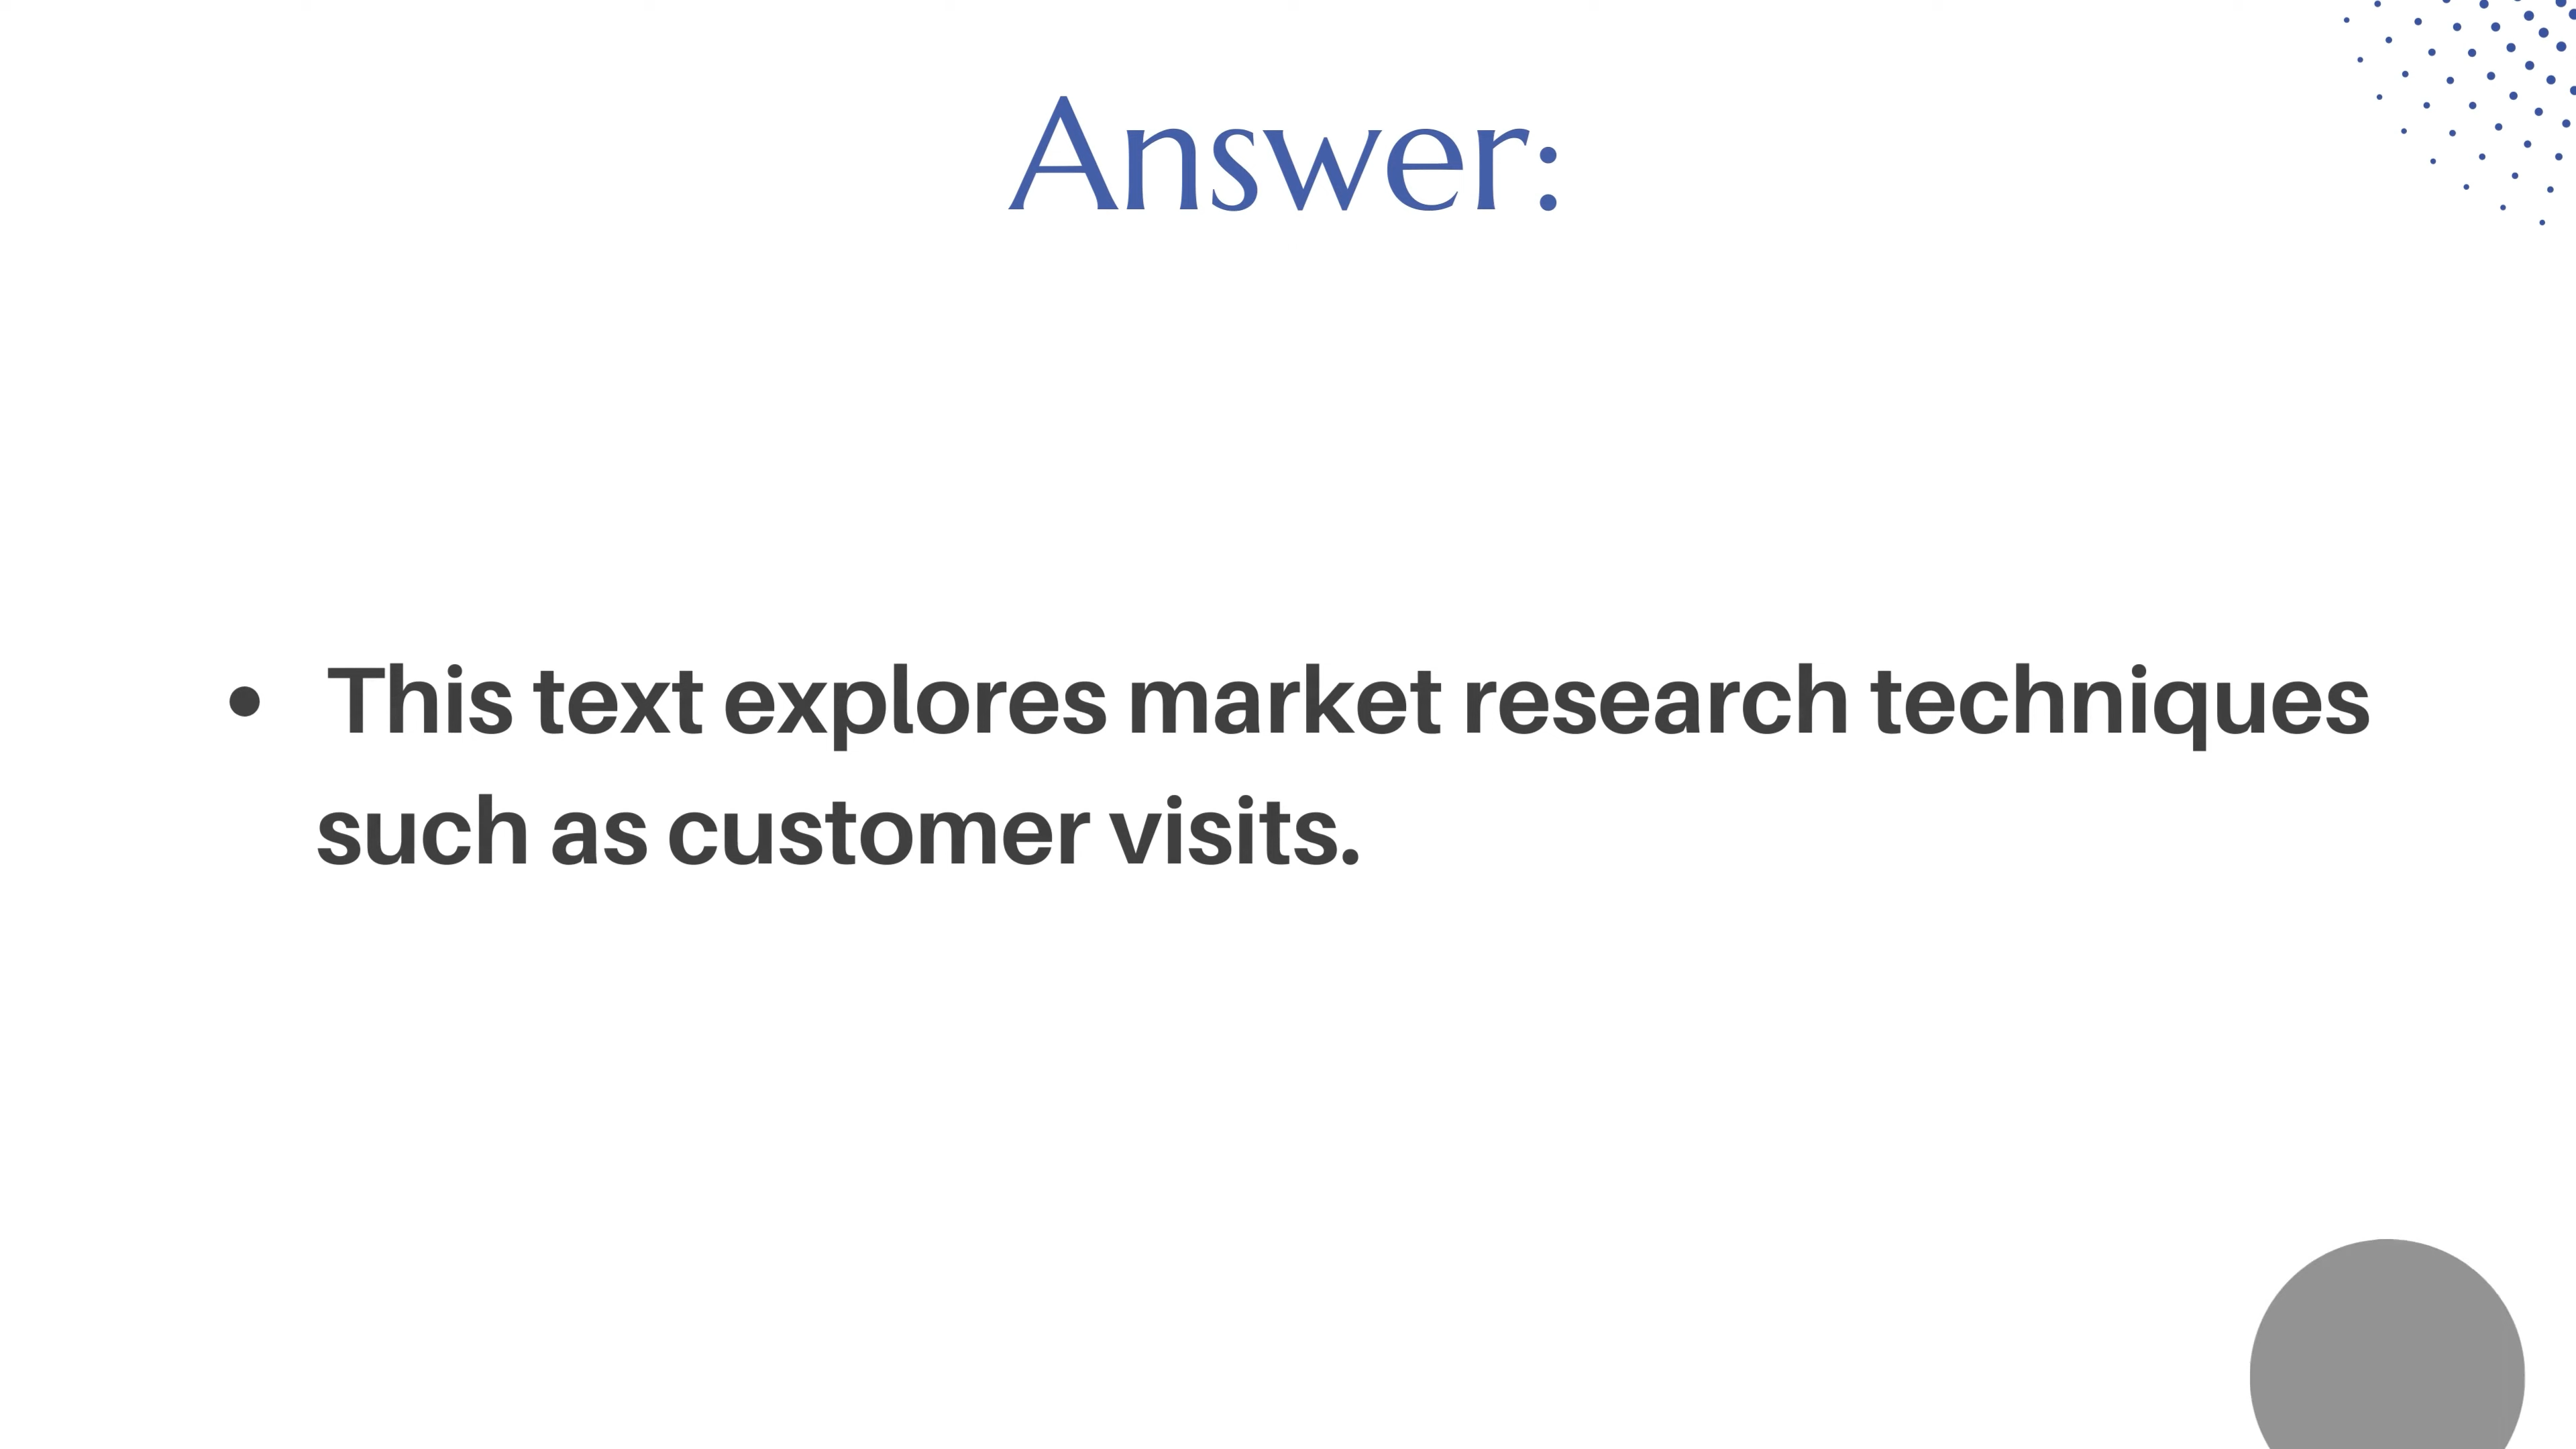 Answer:
• This text explores market research techniques
such as customer visits.